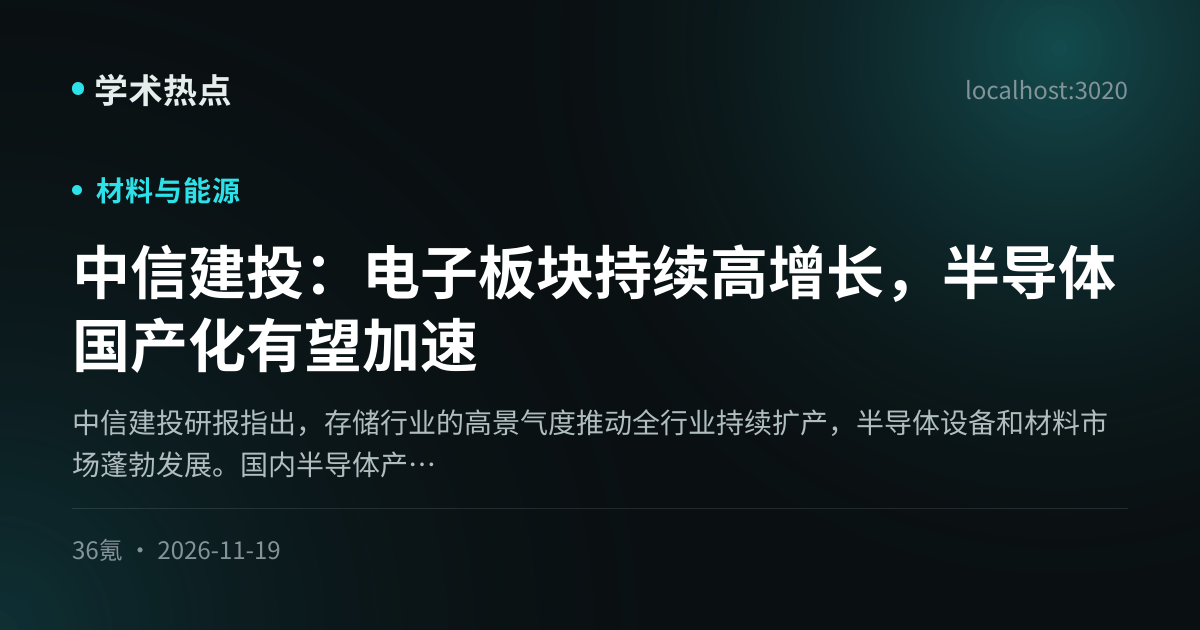 学术热点
localhost:3020
材料与能源
中信建投：电子板块持续高增长，半导体
国产化有望加速
中信建投研报指出，存储行业的高景气度推动全行业持续扩产，半导体设备和材料市
场蓬勃发展。国内半导体产…
36氪 · 2026-11-19